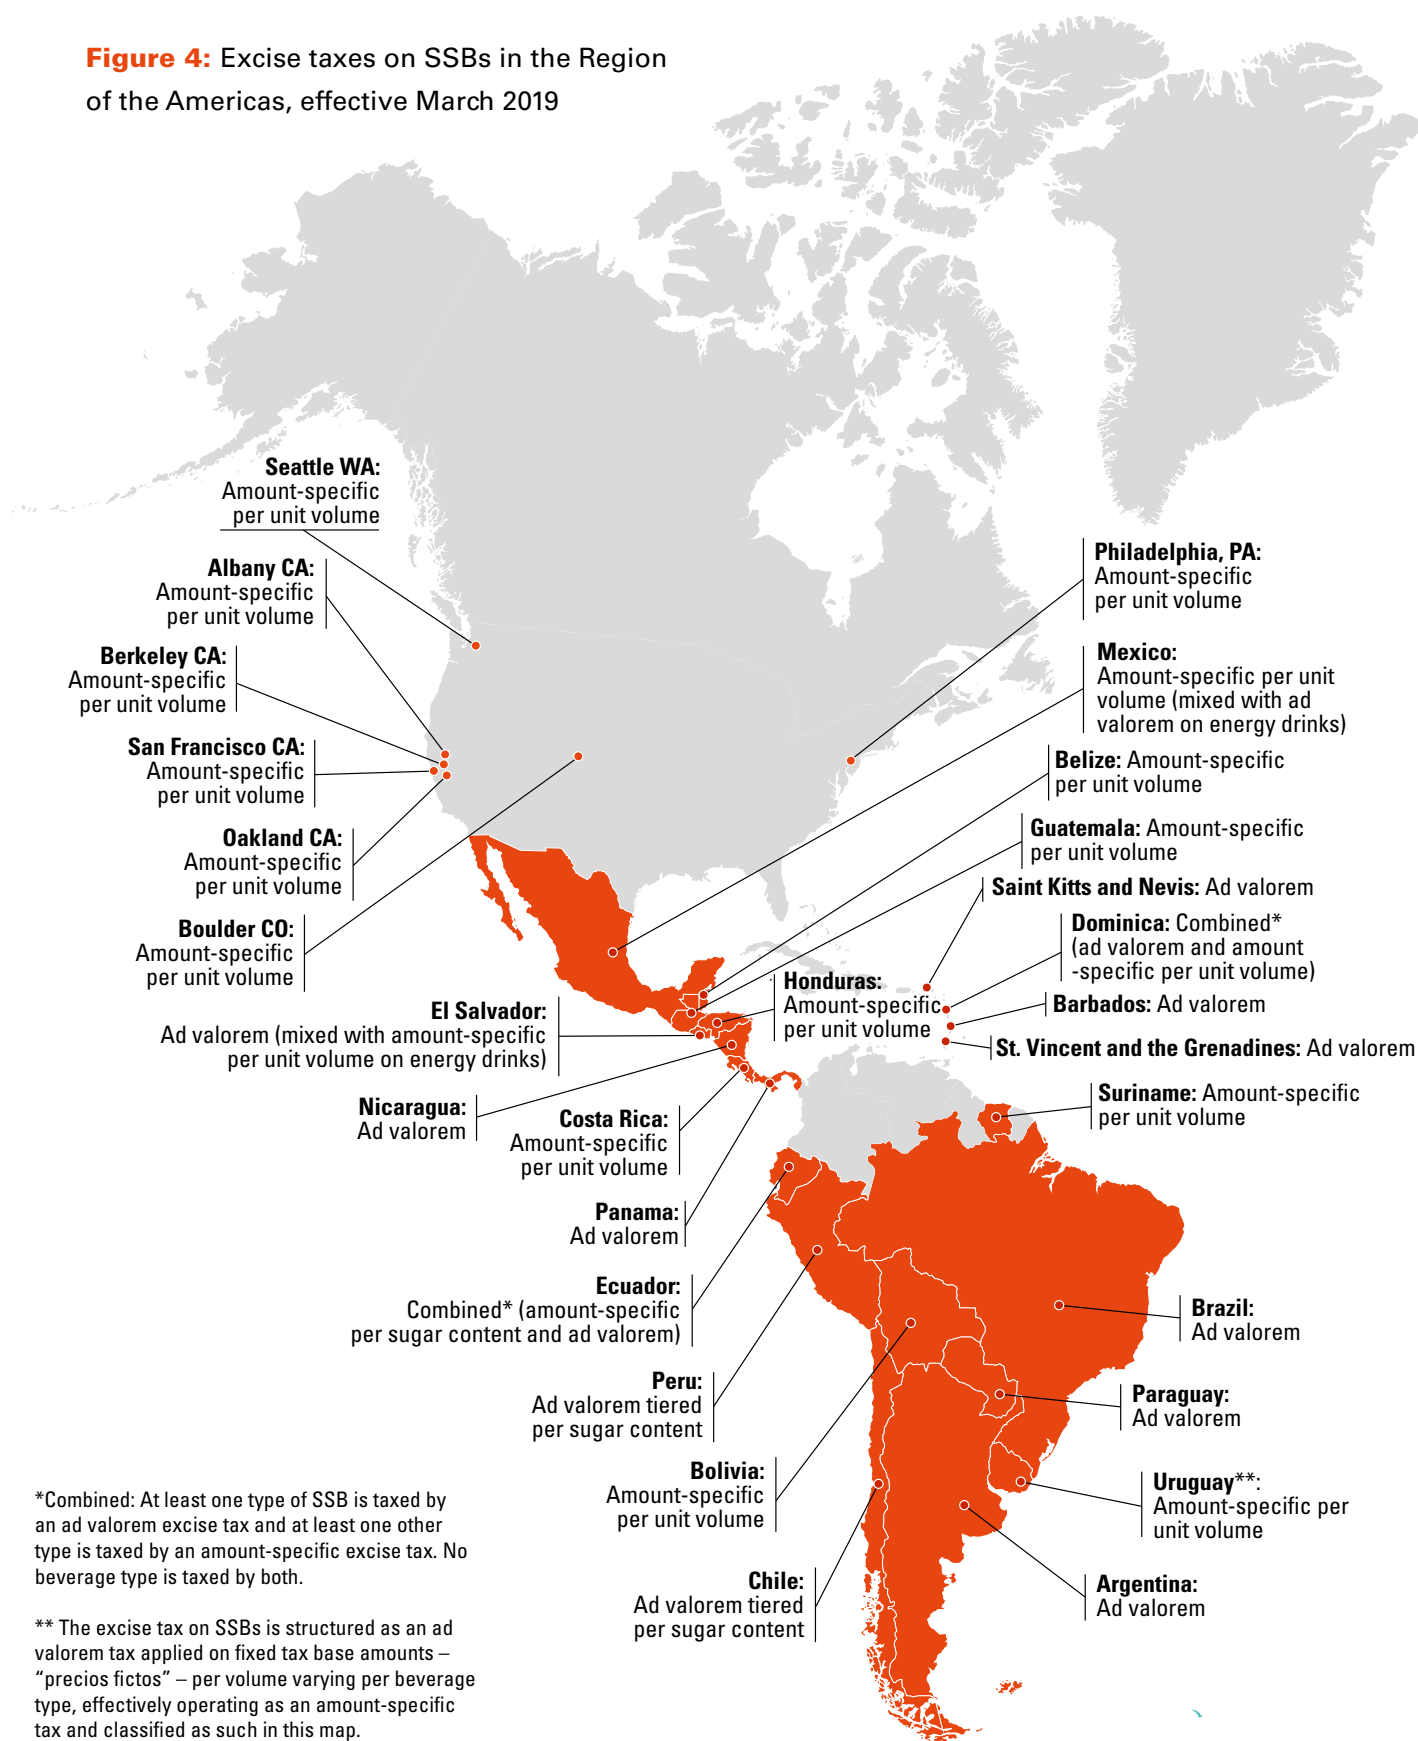 Figure 4: Excise taxes on SSBs in the Region
of the Americas, effective March 2019
Seattle WA:
Amount-specific
per unit volume
Albany CA:
Amount-specific
per unit volume
Berkeley CA:
Amount-specific
per unit volume
San Francisco CA:
Amount-specific
per unit volume
Oakland CA:
Amount-specific
per unit volume
Boulder CO:
Amount-specific
per unit volume
El Salvador:
Ad valorem (mixed with amount-specific
per unit volume on energy drinks)
Nicaragua:
Ad valorem
Costa Rica:
Amount-specific
per unit volume
Panama:
Ad valorem
Ecuador:
Combined* (amount-specific
per sugar content and ad valorem)
Peru:
Ad valorem tiered
per sugar content
Bolivia:
Amount-specific
per unit volume
Chile:
Ad valorem tiered
per sugar content
Philadelphia, PA:
Amount-specific
per unit volume
Mexico:
Amount-specific per unit
volume (mixed with ad
valorem on energy drinks)
Belize: Amount-specific
per unit volume
Guatemala: Amount-specific
per unit volume
Saint Kitts and Nevis: Ad valorem
Dominica: Combined*
(ad valorem and amount
-specific per unit volume)
Honduras:
Amount-specific
per unit volume
Barbados: Ad valorem
St. Vincent and the Grenadines: Ad valorem
Suriname: Amount-specific
per unit volume
Brazil:
Ad valorem
Paraguay:
Ad valorem
Uruguay**:
Amount-specific per
unit volume
Argentina:
Ad valorem
*Combined: At least one type of SSB is taxed by
an ad valorem excise tax and at least one other
type is taxed by an amount-specific excise tax. No
beverage type is taxed by both.
** The excise tax on SSBs is structured as an ad
valorem tax applied on fixed tax base amounts –
“precios fictos” – per volume varying per beverage
type, effectively operating as an amount-specific
tax and classified as such in this map.